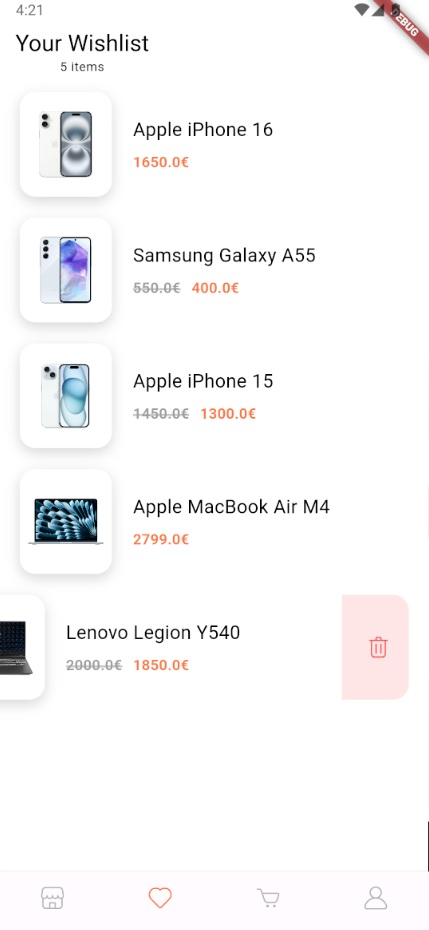 4:21
DEBUG
Your Wishlist
5 items
Apple iPhone 16
1650.0€
Samsung Galaxy A55
550.0€ 400.0€
Apple iPhone 15
1450.0€ 1300.0€
Apple MacBook Air M4
2799.0€
Lenovo Legion Y540
2000.0€ 1850.0€